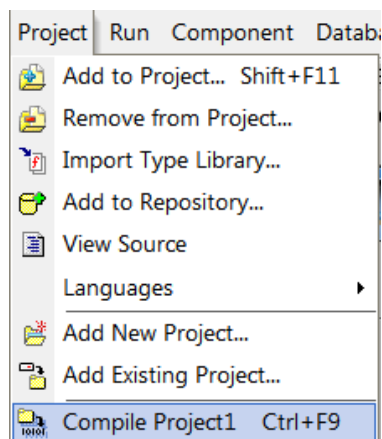 Project Run Component Datab
Add to Project... Shift+F11
Remove from Project...
Import Type Library...
Add to Repository...
View Source
Languages
Add New Project...
Add Existing Project...
Compile Project1 Ctrl+F9